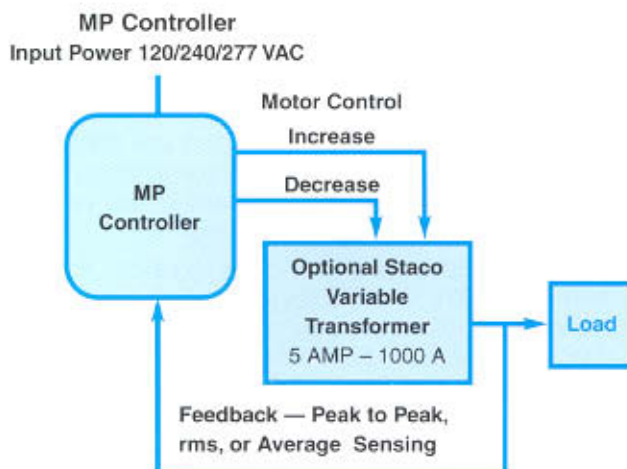 MP Controller
Input Power 120/240/277 VAC
Motor Control
Increase
Decrease
MP
Controller
Optional Staco
Variable
Transformer
5 AMP – 1000 A
Load
Feedback — Peak to Peak,
rms, or Average Sensing